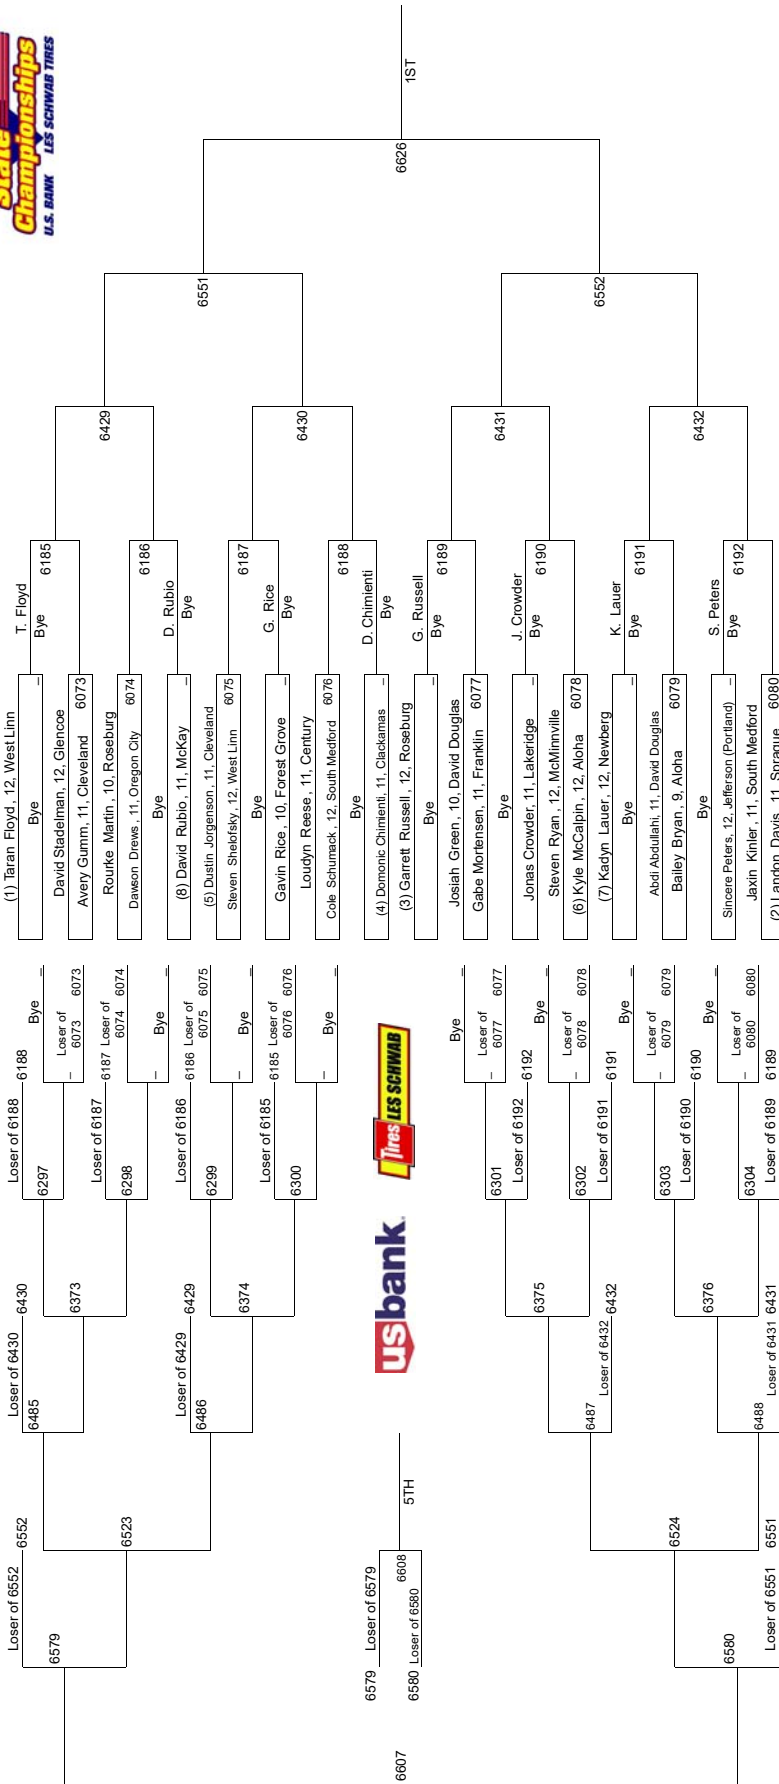 State
Championships
U.S. BANK LES SCHWAB TIRES
1ST
6626
6551
6552
6429
6430
6431
6432
T. Floyd
Bye
6185
6186
D. Rubio
Bye
6187
G. Rice
Bye
6188
D. Chimienti
Bye
G. Russell
Bye
6189
J. Crowder
Bye
6190
K. Lauer
Bye
6191
S. Peters
Bye
6192
(1) Taran Floyd , 12, West Linn
Bye –
David Stadelman, 12, Glencoe
Avery Gumm, 11, Cleveland 6073
Rourke Martin , 10, Roseburg
Dawson Drews , 11, Oregon City 6074
Bye
(8) David Rubio , 11, McKay –
(5) Dustin Jorgenson , 11, Cleveland
Steven Shelofsky , 12, West Linn 6075
Bye
Gavin Rice , 10, Forest Grove –
Loudyn Reese , 11, Century
Cole Schumack , 12, South Medford 6076
Bye
(4) Domonic Chimienti, 11, Clackamas –
(3) Garrett Russell , 12, Roseburg
Bye –
Josiah Green , 10, David Douglas
Gabe Mortensen, 11, Franklin 6077
Bye
Jonas Crowder, 11, Lakeridge –
Steven Ryan , 12, McMinnville
(6) Kyle McCalpin , 12, Aloha 6078
(7) Kadyn Lauer , 12, Newberg
Bye –
Abdi Abdullahi, 11, David Douglas
Bailey Bryan , 9, Aloha 6079
Bye
Sincere Peters, 12, Jefferson (Portland) –
Jaxin Kinler , 11, South Medford
(2) Landon Davis , 11, Sprague 6080
Bye –
Loser of
6073 6073
Loser of
6074 6074
Bye –
Loser of
6075 6075
Bye –
Loser of
6076 6076
Bye –
Bye –
Loser of
6077 6077
Bye –
Loser of
6078 6078
Bye –
Loser of
6079 6079
Bye –
Loser of
6080 6080
Loser of 6188 6188
–
6297
Loser of 6187 6187
–
6298
Loser of 6186 6186
–
6299
Loser of 6185 6185
–
6300
–
6301
Loser of 6192 6192
–
6302
Loser of 6191 6191
–
6303
Loser of 6190 6190
–
6304
Loser of 6189 6189
Loser of 6430 6430
6373
Loser of 6429 6429
6374
6375
Loser of 6432 6432
6376
Loser of 6431 6431
6485
6486
6487
6488
usbank.
Tires LES SCHWAB
Loser of 6552 6552
6523
6524
Loser of 6551 6551
5TH
6608
6579 Loser of 6579
6580 Loser of 6580
6579
6580
6607